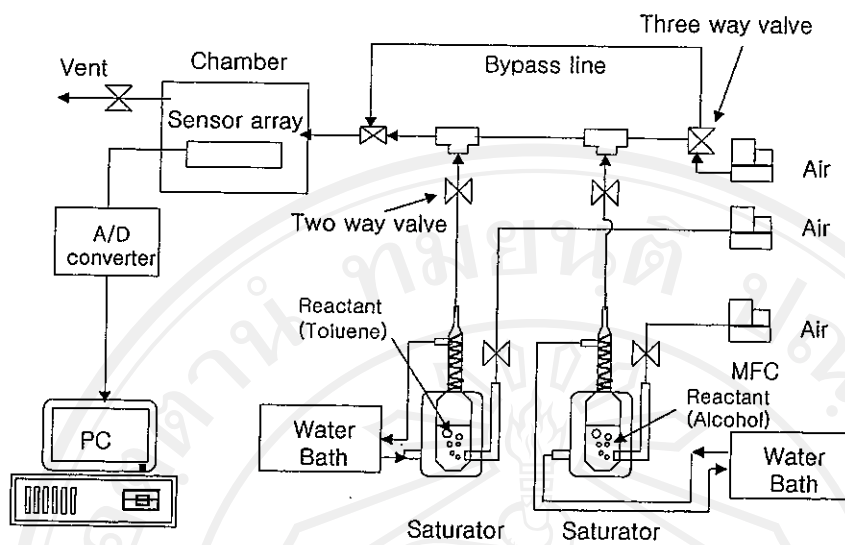 Three way valve
Vent
Chamber
Bypass line
Sensor array
Air
Two way valve
Air
A/D
converter
Reactant
(Toluene)
Air
MFC
PC
Water
Bath
Reactant
(Alcohol)
Water
Bath
Saturator
Saturator